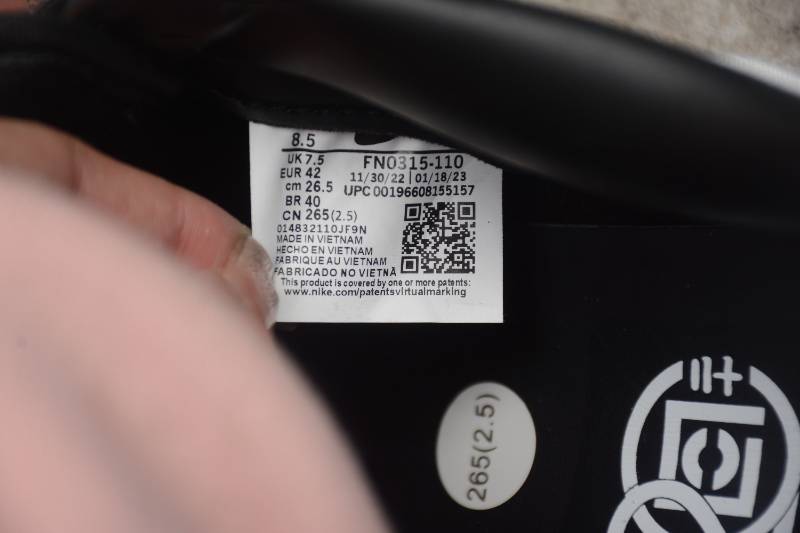 8.5
UK 7.5
EUR 42
cm 26.5
BR 40
CN 265(2.5)
FN0315-110
11/30/22 | 01/18/23
UPC 00196608155157
014832110JF9N
MADE IN VIETNAM
HECHO EN VIETNAM
FABRIQUE AU VIETNAM
FABRICADO NO VIETNÃ
This product is covered by one or more patents:
www.nike.com/patentsvirtualmarking
265(2.5)